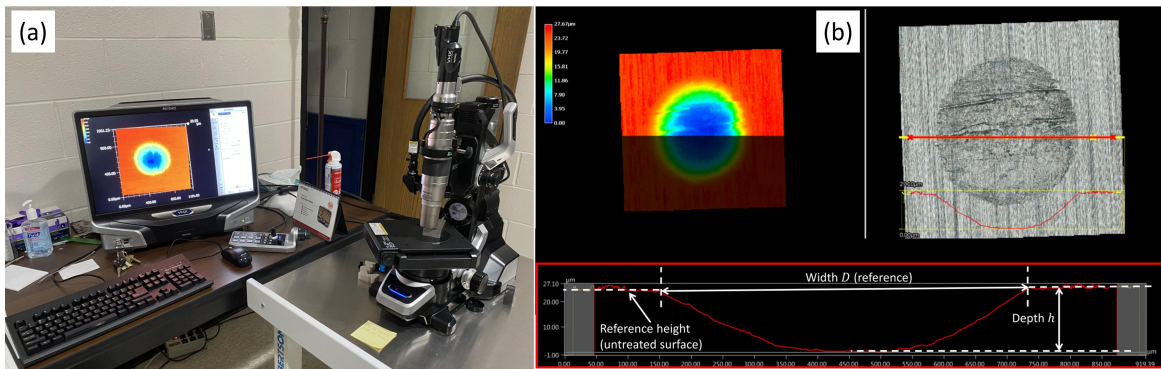 (a)
(b)
27.67µm
23.72
19.77
15.81
11.86
7.90
3.95
0.00
0.00µm
µm
27.10
20.00
10.00
-1.00
Width D (reference)
Reference height
(untreated surface)
Depth h
µm
0.00 50.00 100.00 150.00 200.00 250.00 300.00 350.00 400.00 450.00 500.00 550.00 600.00 650.00 700.00 750.00 800.00 850.00 919.39